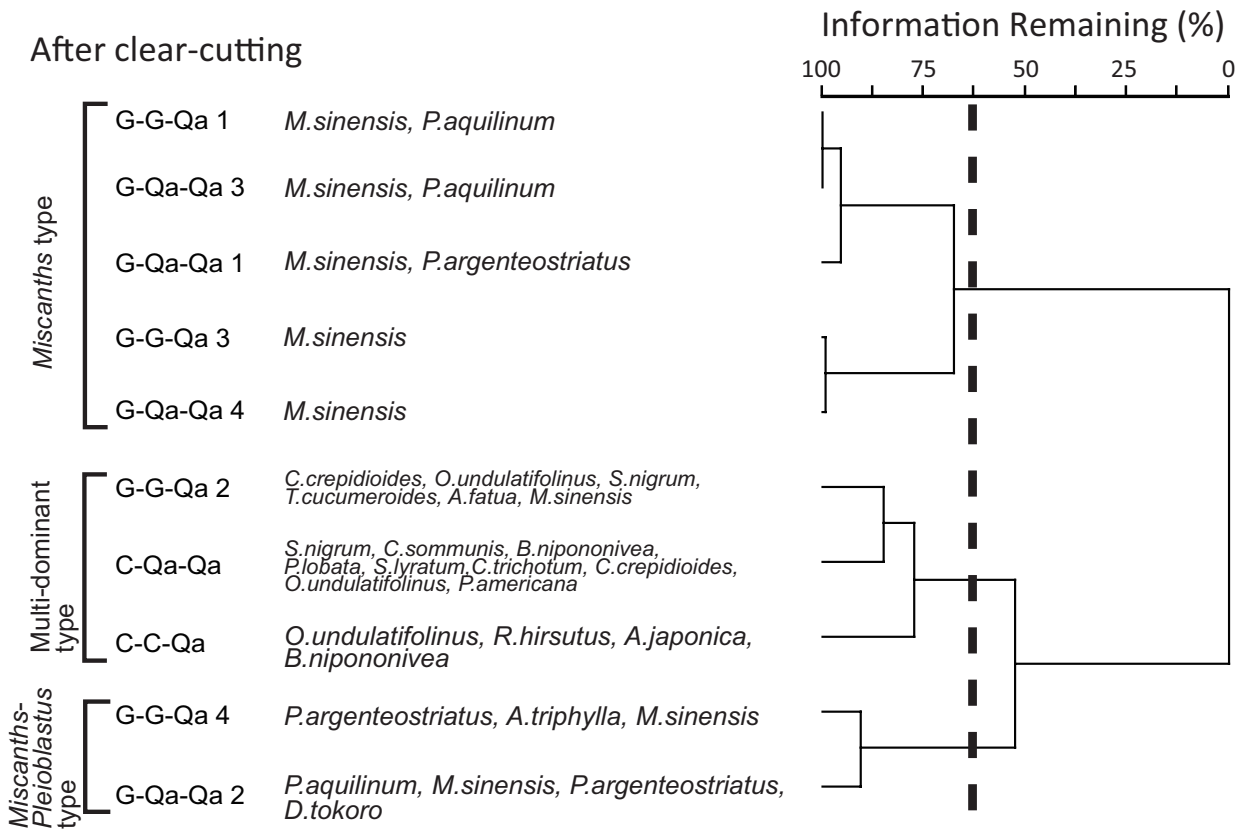 After clear-cutting
Information Remaining (%)
100 75 50 25 0
Miscanths type
G-G-Qa 1 M.sinensis, P.aquilinum
G-Qa-Qa 3 M.sinensis, P.aquilinum
G-Qa-Qa 1 M.sinensis, P.argenteostriatus
G-G-Qa 3 M.sinensis
G-Qa-Qa 4 M.sinensis
Multi-dominant
type
G-G-Qa 2 C.crepidioides, O.undulatifolinus, S.nigrum,
T.cucumeroides, A.fatua, M.sinensis
C-Qa-Qa S.nigrum, C.sommunis, B.nipononivea,
P.lobata, S.lyratum,C.trichotum, C.crepidioides,
O.undulatifolinus, P.americana
C-C-Qa O.undulatifolinus, R.hirsutus, A.japonica,
B.nipononivea
Miscanths-
Pleioblastus
type
G-G-Qa 4 P.argenteostriatus, A.triphylla, M.sinensis
G-Qa-Qa 2 P.aquilinum, M.sinensis, P.argenteostriatus,
D.tokoro